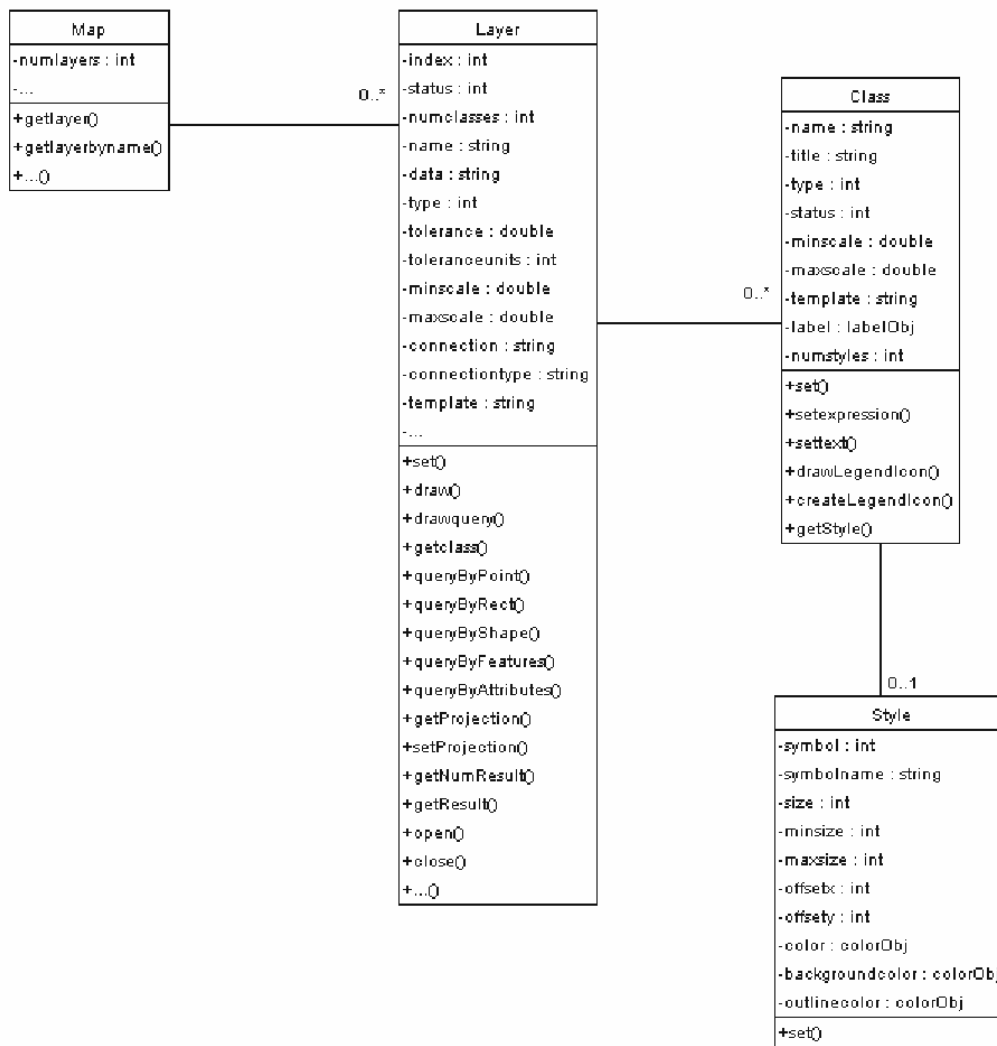 Map
-numlayers : int
-...
+getlayer()
+getlayerbyname()
+...()
0..*
Layer
-index : int
-status : int
-numclasses : int
-name : string
-data : string
-type : int
-tolerance : double
-toleranceunits : int
-minscale : double
-maxscale : double
-connection : string
-connectiontype : string
-template : string
-...
+set()
+draw()
+drawquery()
+getclass()
+queryByPoint()
+queryByRect()
+queryByShape()
+queryByFeatures()
+queryByAttributes()
+getProjection()
+setProjection()
+getNumResult()
+getResult()
+open()
+close()
+...()
0..*
Class
-name : string
-title : string
-type : int
-status : int
-minscale : double
-maxscale : double
-template : string
-label : labelObj
-numstyles : int
+set()
+setexpression()
+settext()
+drawLegendIcon()
+createLegendIcon()
+getStyle()
0..1
Style
-symbol : int
-symbolname : string
-size : int
-minsize : int
-maxsize : int
-offsetx : int
-offsety : int
-color : colorObj
-backgroundcolor : colorObj
-outlinecolor : colorObj
+set()